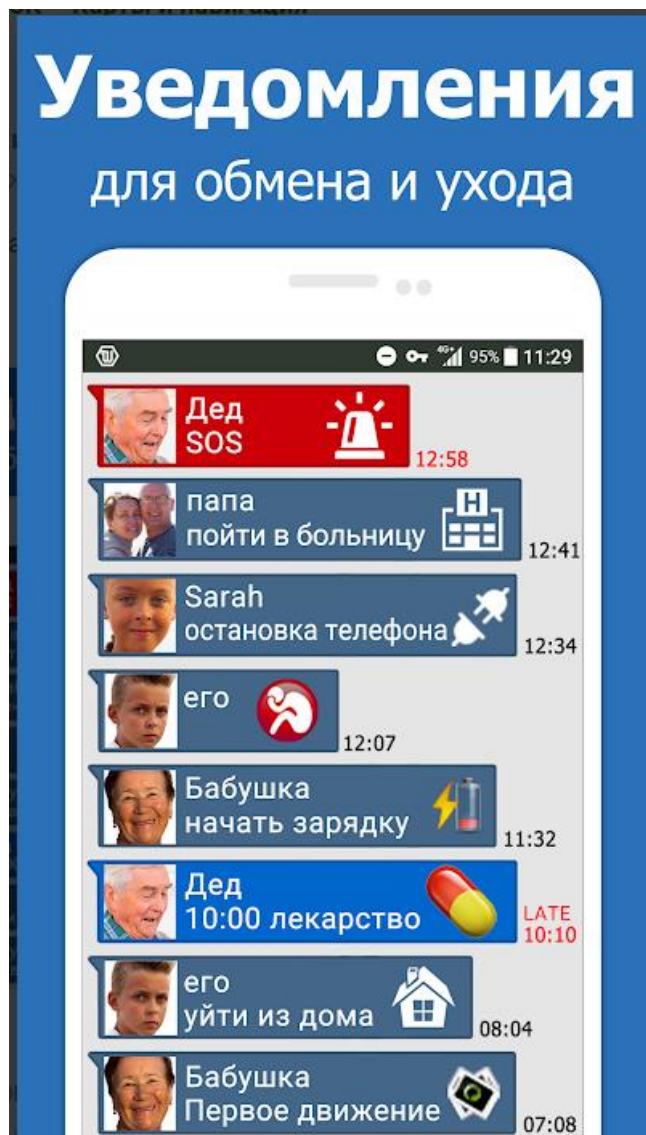 Уведомления
для обмена и ухода
4G+ 95% 11:29
Дед
SOS
12:58
папа
пойти в больницу
H
12:41
Sarah
остановка телефона
12:34
его
12:07
Бабушка
начать зарядку
11:32
Дед
10:00 лекарство
LATE
10:10
его
уйти из дома
08:04
Бабушка
Первое движение
07:08